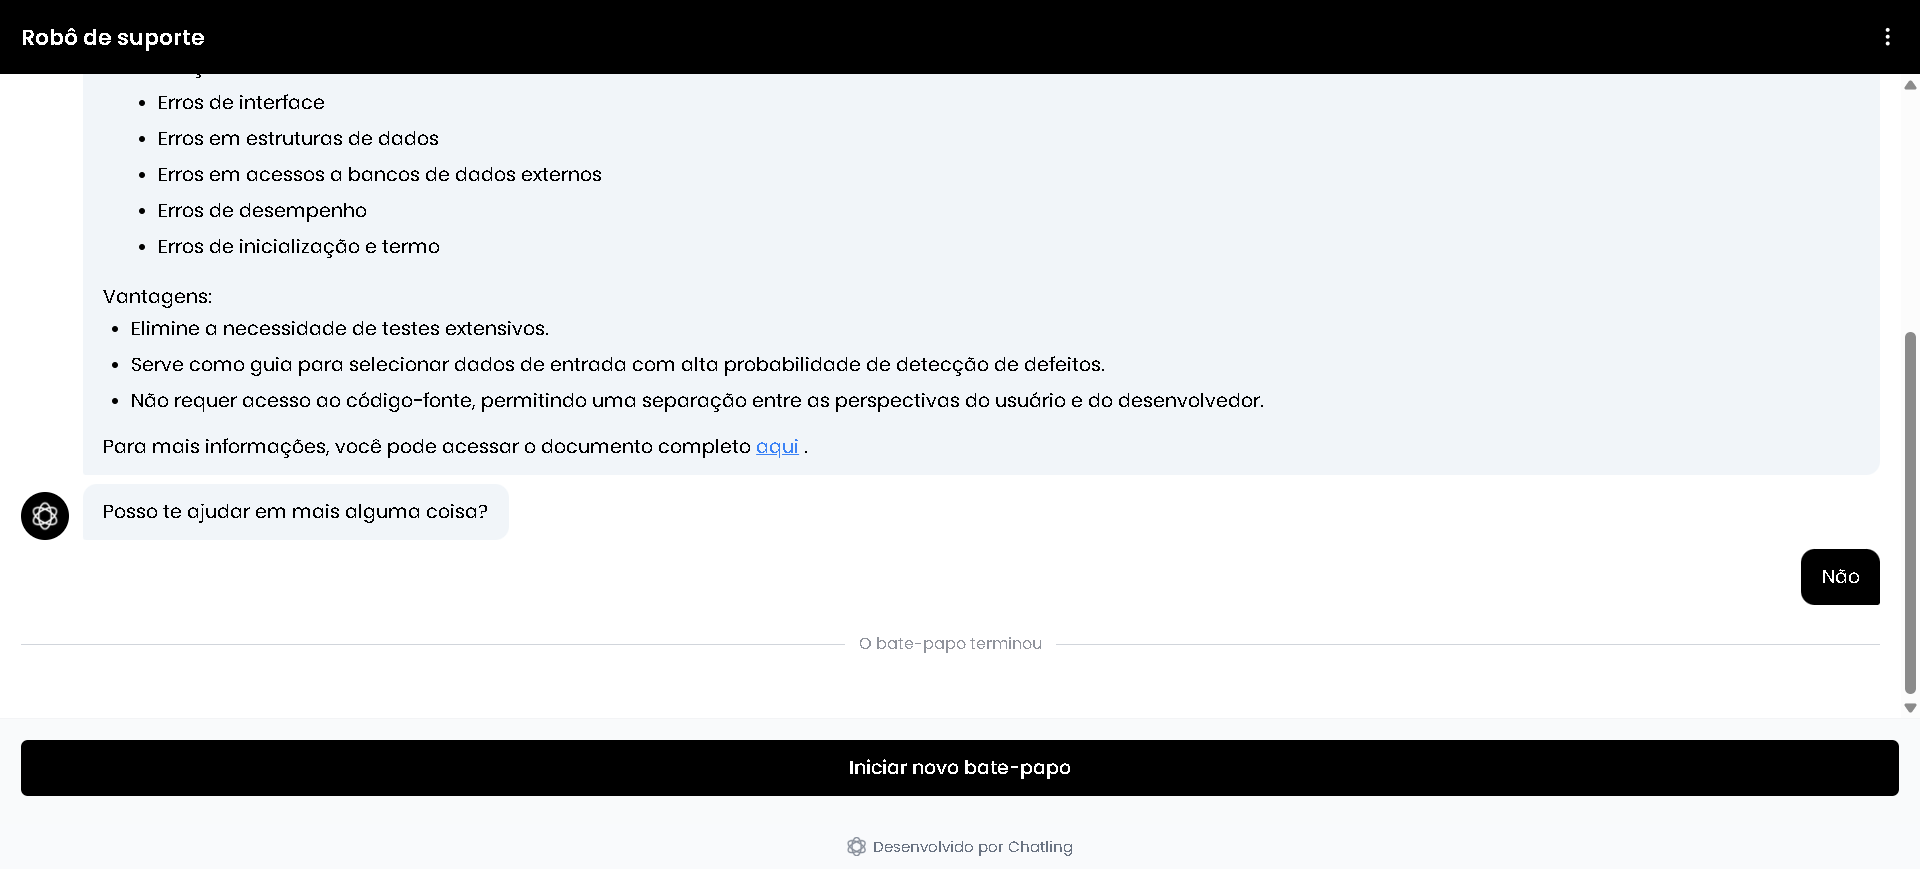 Robô de suporte
Erros de interface
Erros em estruturas de dados
Erros em acessos a bancos de dados externos
Erros de desempenho
Erros de inicialização e termo
Vantagens:
Elimine a necessidade de testes extensivos.
Serve como guia para selecionar dados de entrada com alta probabilidade de detecção de defeitos.
Não requer acesso ao código-fonte, permitindo uma separação entre as perspectivas do usuário e do desenvolvedor.
Para mais informações, você pode acessar o documento completo aqui .
Posso te ajudar em mais alguma coisa?
Não
O bate-papo terminou
Iniciar novo bate-papo
Desenvolvido por Chatling